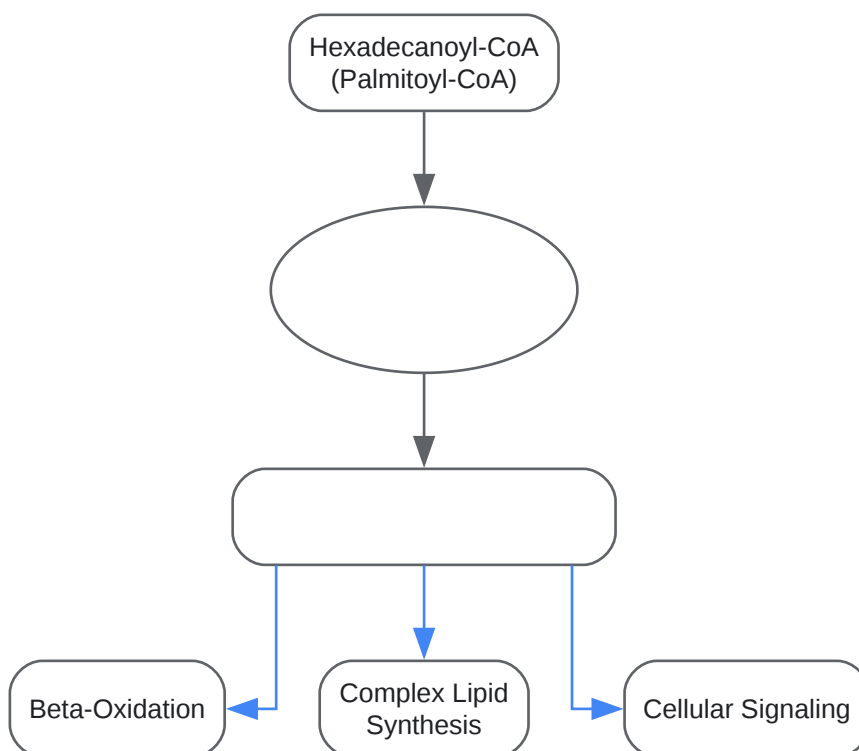 Hexadecanoyl-CoA
(Palmitoyl-CoA)
Beta-Oxidation
Complex Lipid
Synthesis
Cellular Signaling